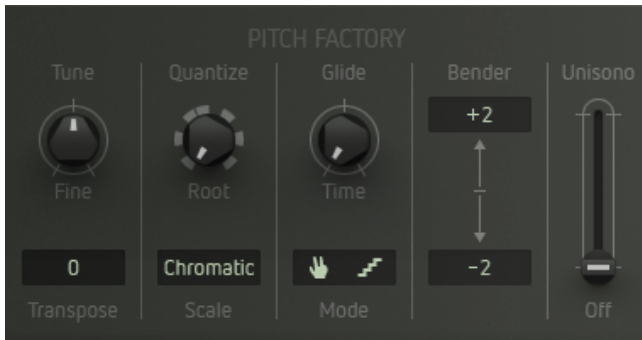 PITCH FACTORY
Tune Quantize Glide Bender Unisono
+2
Fine Root Time
0 Chromatic -2
Transpose Scale Mode Off